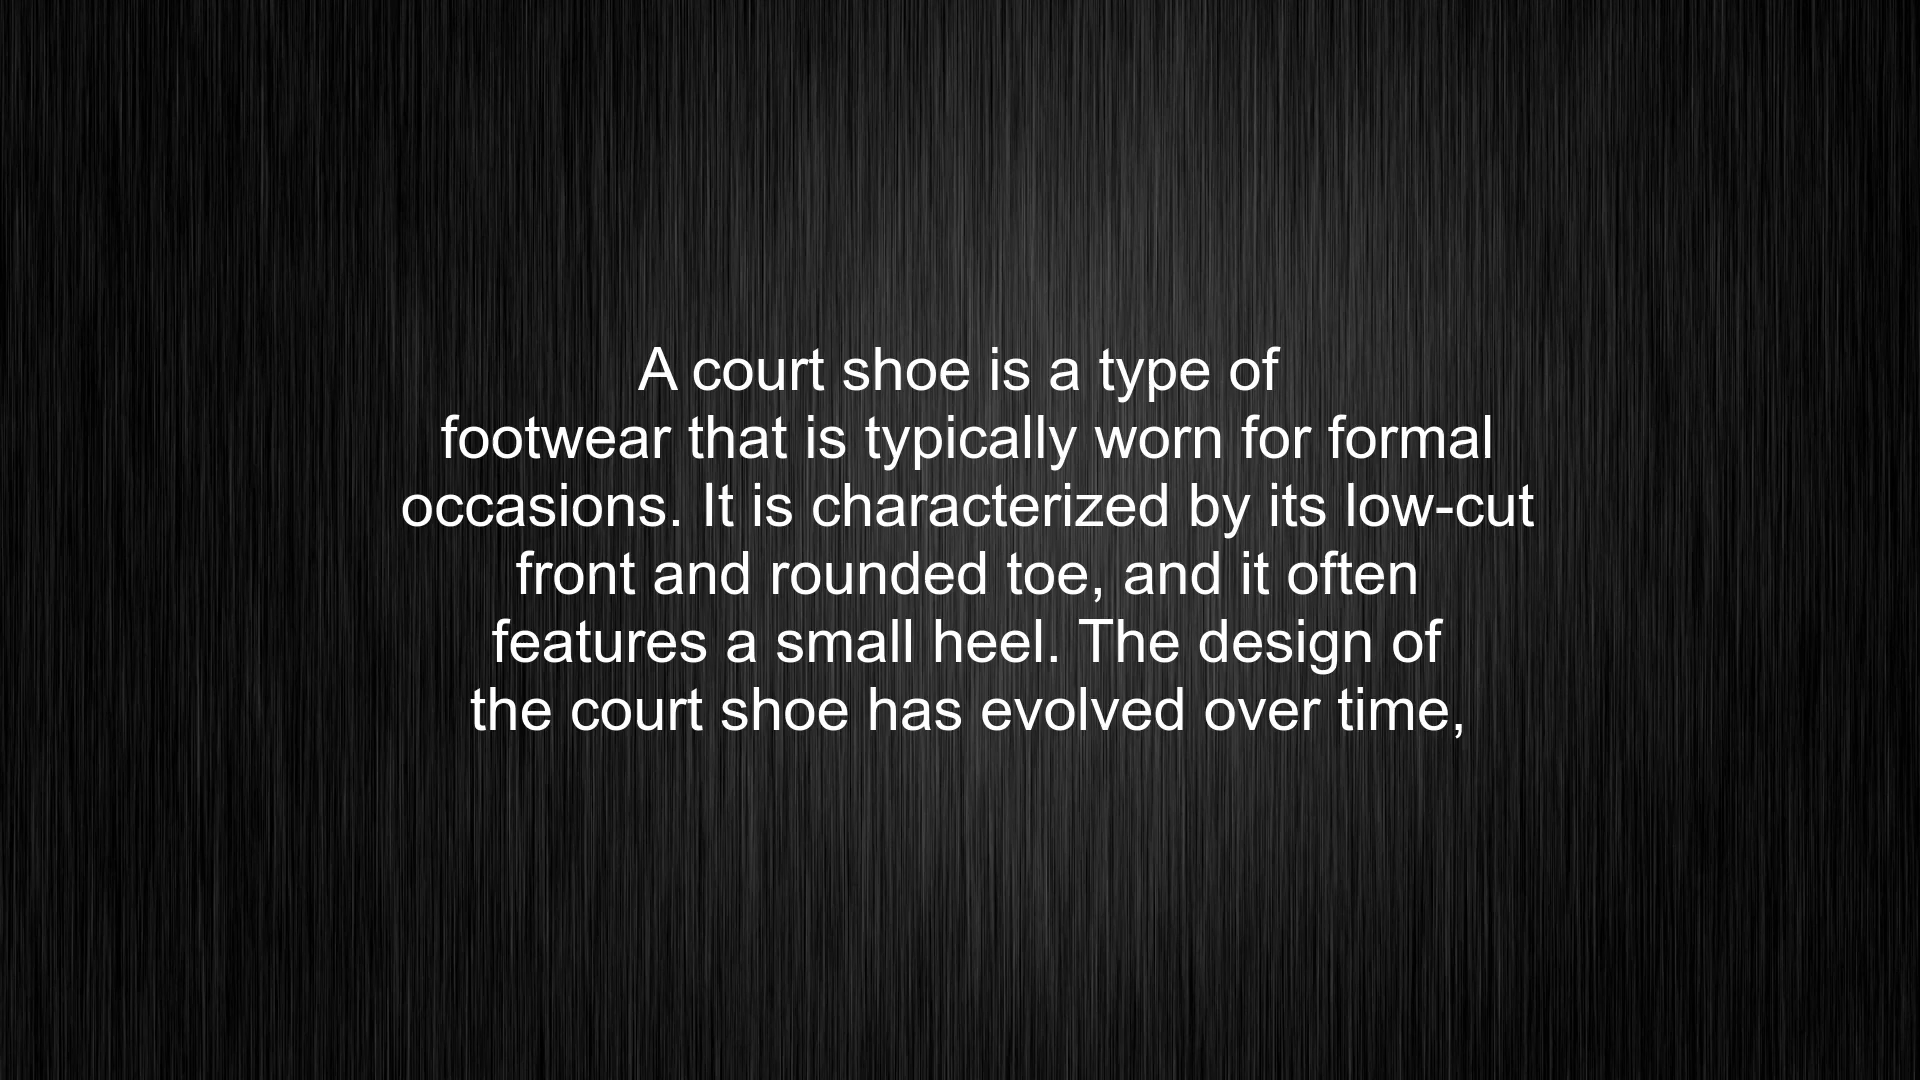 A court shoe is a type of
footwear that is typically worn for formal
occasions. It is characterized by its low-cut
front and rounded toe, and it often
features a small heel. The design of
the court shoe has evolved over time,